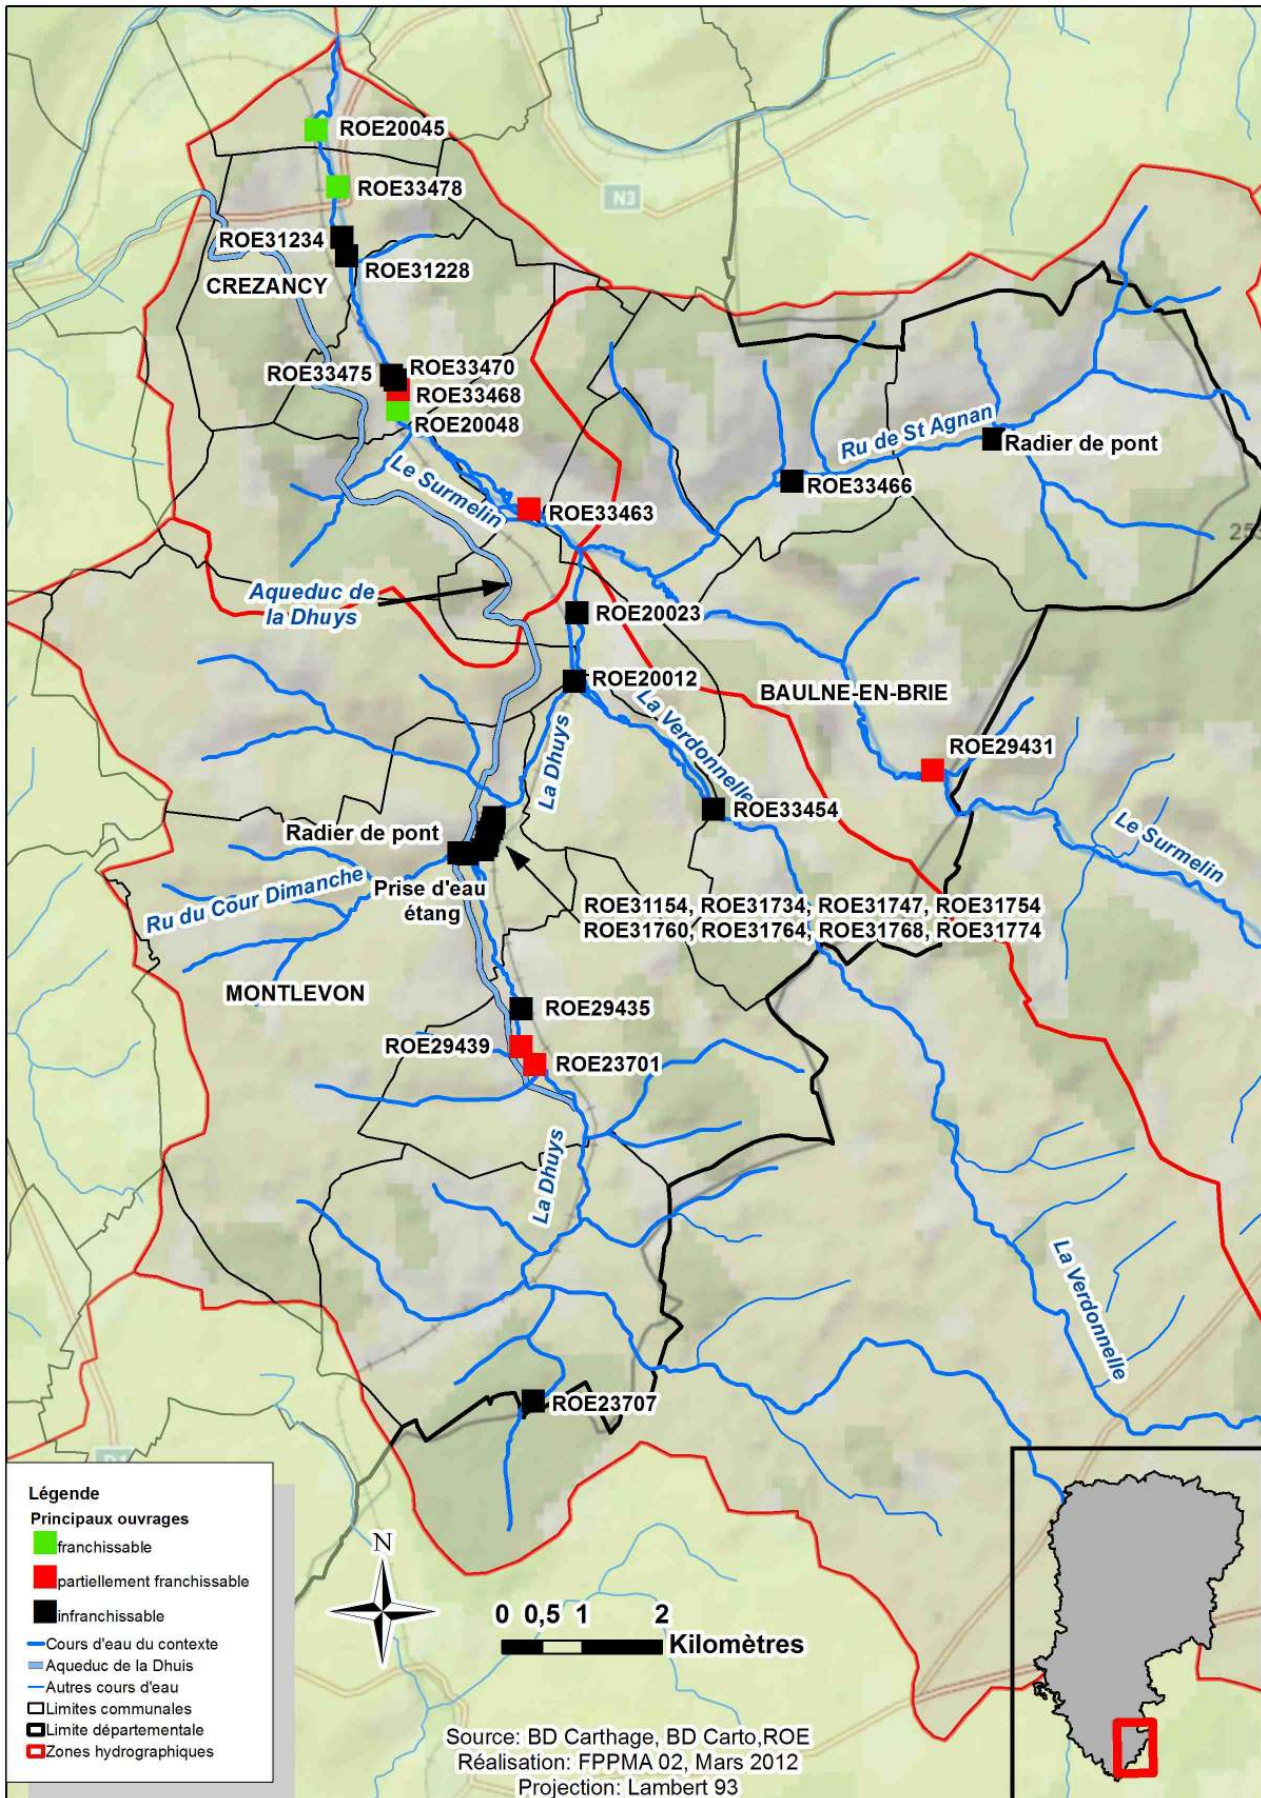 ROE20045
N3
ROE33478
ROE31234
ROE31228
CREZANCY
ROE33470
ROE33475
ROE33468
ROE20048
Ru de St Agnan
Radier de pont
Le Surmelin
ROE33466
ROE33463
Aqueduc de
la Dhuys
ROE20023
ROE20012
BAULNE-EN-BRIE
La Verdonnelle
La Dhuys
ROE29431
ROE33454
Le Surmelin
Radier de pont
Ru du Cour Dimanche
Prise d'eau
étang
ROE31154, ROE31734, ROE31747, ROE31754
ROE31760, ROE31764, ROE31768, ROE31774
MONTLEVON
ROE29435
ROE29439
ROE23701
La Dhuys
La Verdonnelle
ROE23707
Légende
Principaux ouvrages
franchissable
partiellement franchissable
infranchissable
Cours d'eau du contexte
Aqueduc de la Dhuis
Autres cours d'eau
Limites communales
Limite départementale
Zones hydrographiques
N
0 0,5 1 2
Kilomètres
Source: BD Carthage, BD Carto,ROE
Réalisation: FPPMA 02, Mars 2012
Projection: Lambert 93